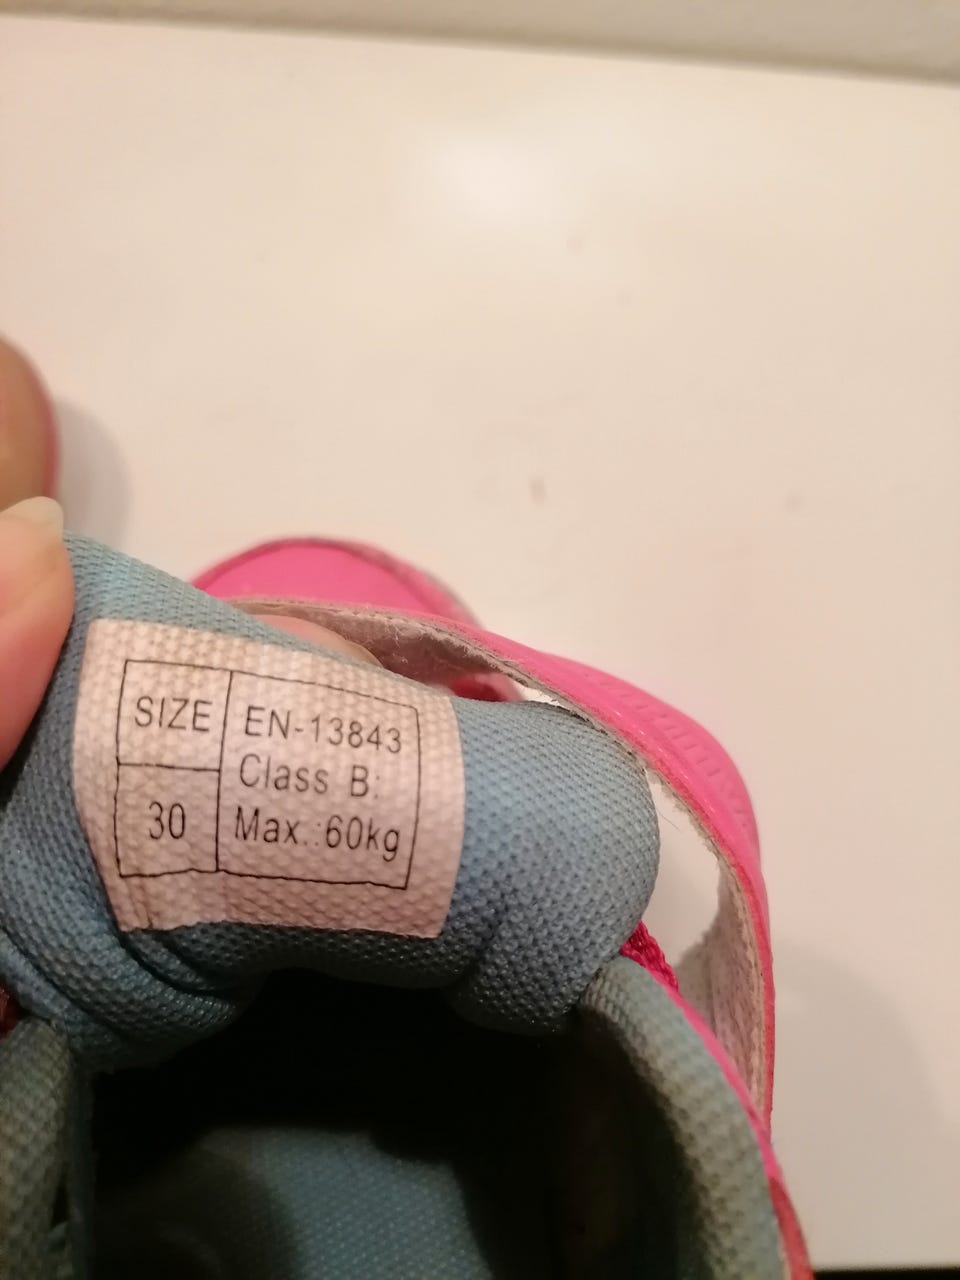 SIZE
30
EN-13843
Class B:
Max.:60kg